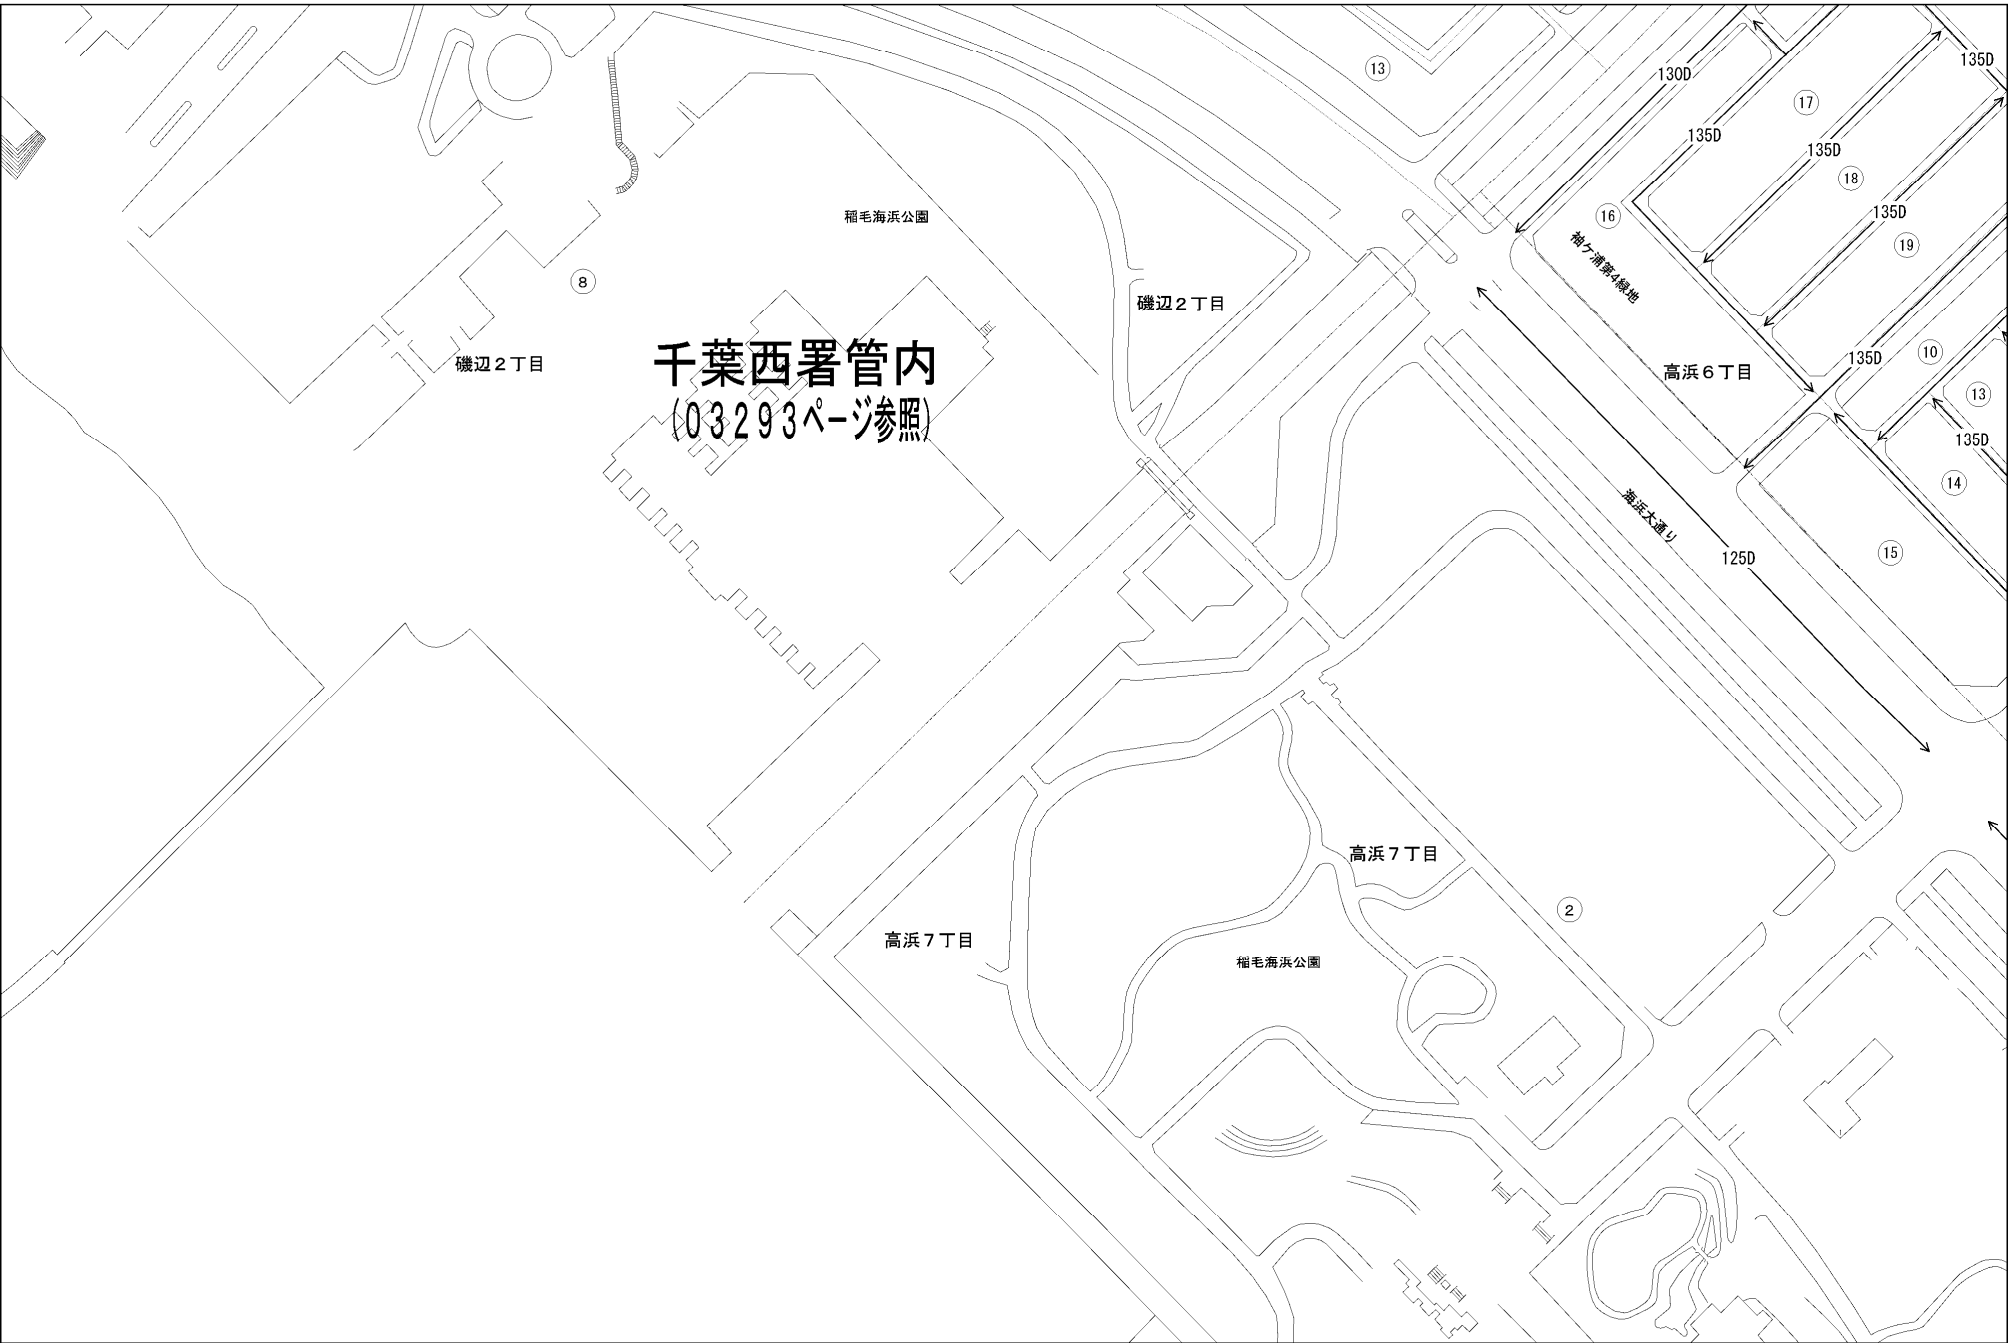 135D
⑬
130D
⑰
135D
135D
⑱
稲毛海浜公園
⑯
135D
⑲
袖ケ浦第4緑地
⑧
磯辺2丁目
磯辺2丁目
千葉西署管内
(03293ページ参照)
高浜6丁目
135D
⑩
⑬
135D
⑭
海浜大通り
125D
⑮
高浜7丁目
②
高浜7丁目
稲毛海浜公園